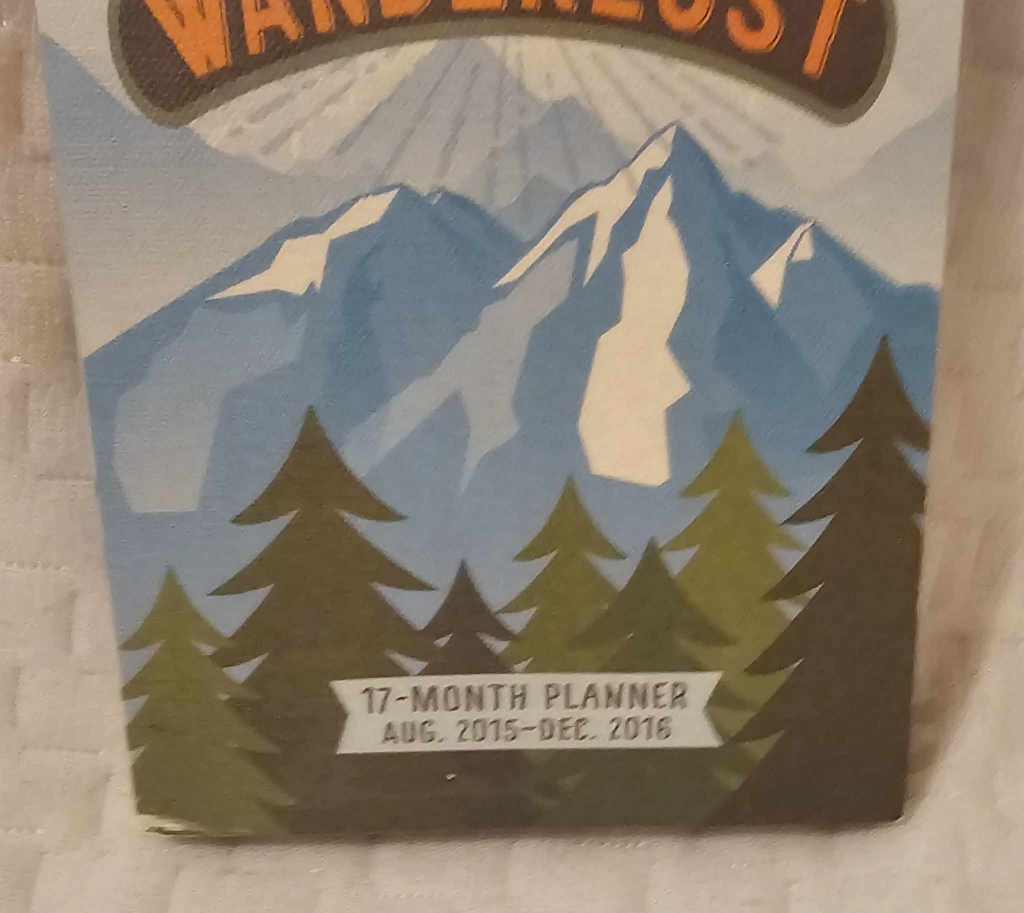 WANDERLUST
17-MONTH PLANNER
AUG. 2015-DEC. 2016